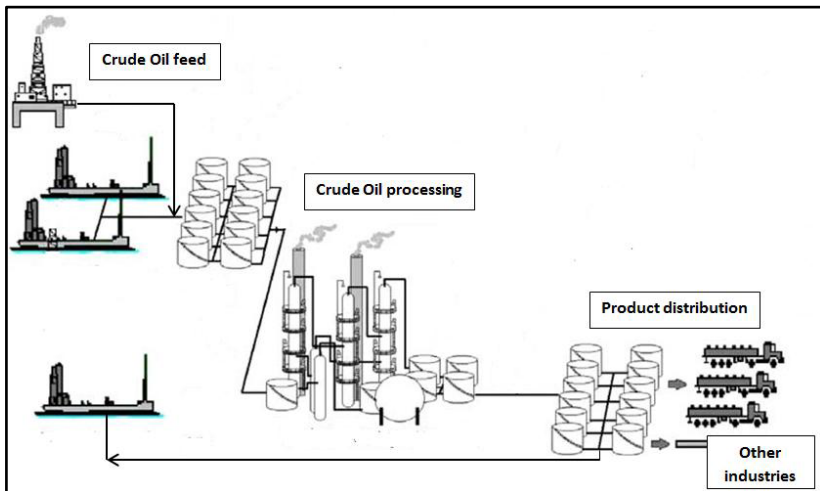 Crude Oil feed
Crude Oil processing
Product distribution
Other
industries